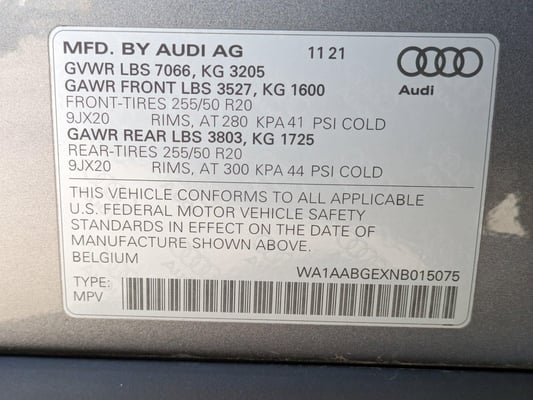 MFD. BY AUDI AG 11 21
GVWR LBS 7066, KG 3205
GAWR FRONT LBS 3527, KG 1600
Audi
FRONT-TIRES 255/50 R20
9JX20 RIMS, AT 280 KPA 41 PSI COLD
GAWR REAR LBS 3803, KG 1725
REAR-TIRES 255/50 R20
9JX20 RIMS, AT 300 KPA 44 PSI COLD
THIS VEHICLE CONFORMS TO ALL APPLICABLE
U.S. FEDERAL MOTOR VEHICLE SAFETY
STANDARDS IN EFFECT ON THE DATE OF
MANUFACTURE SHOWN ABOVE.
BELGIUM
WA1AABGEXNB015075
TYPE:
MPV